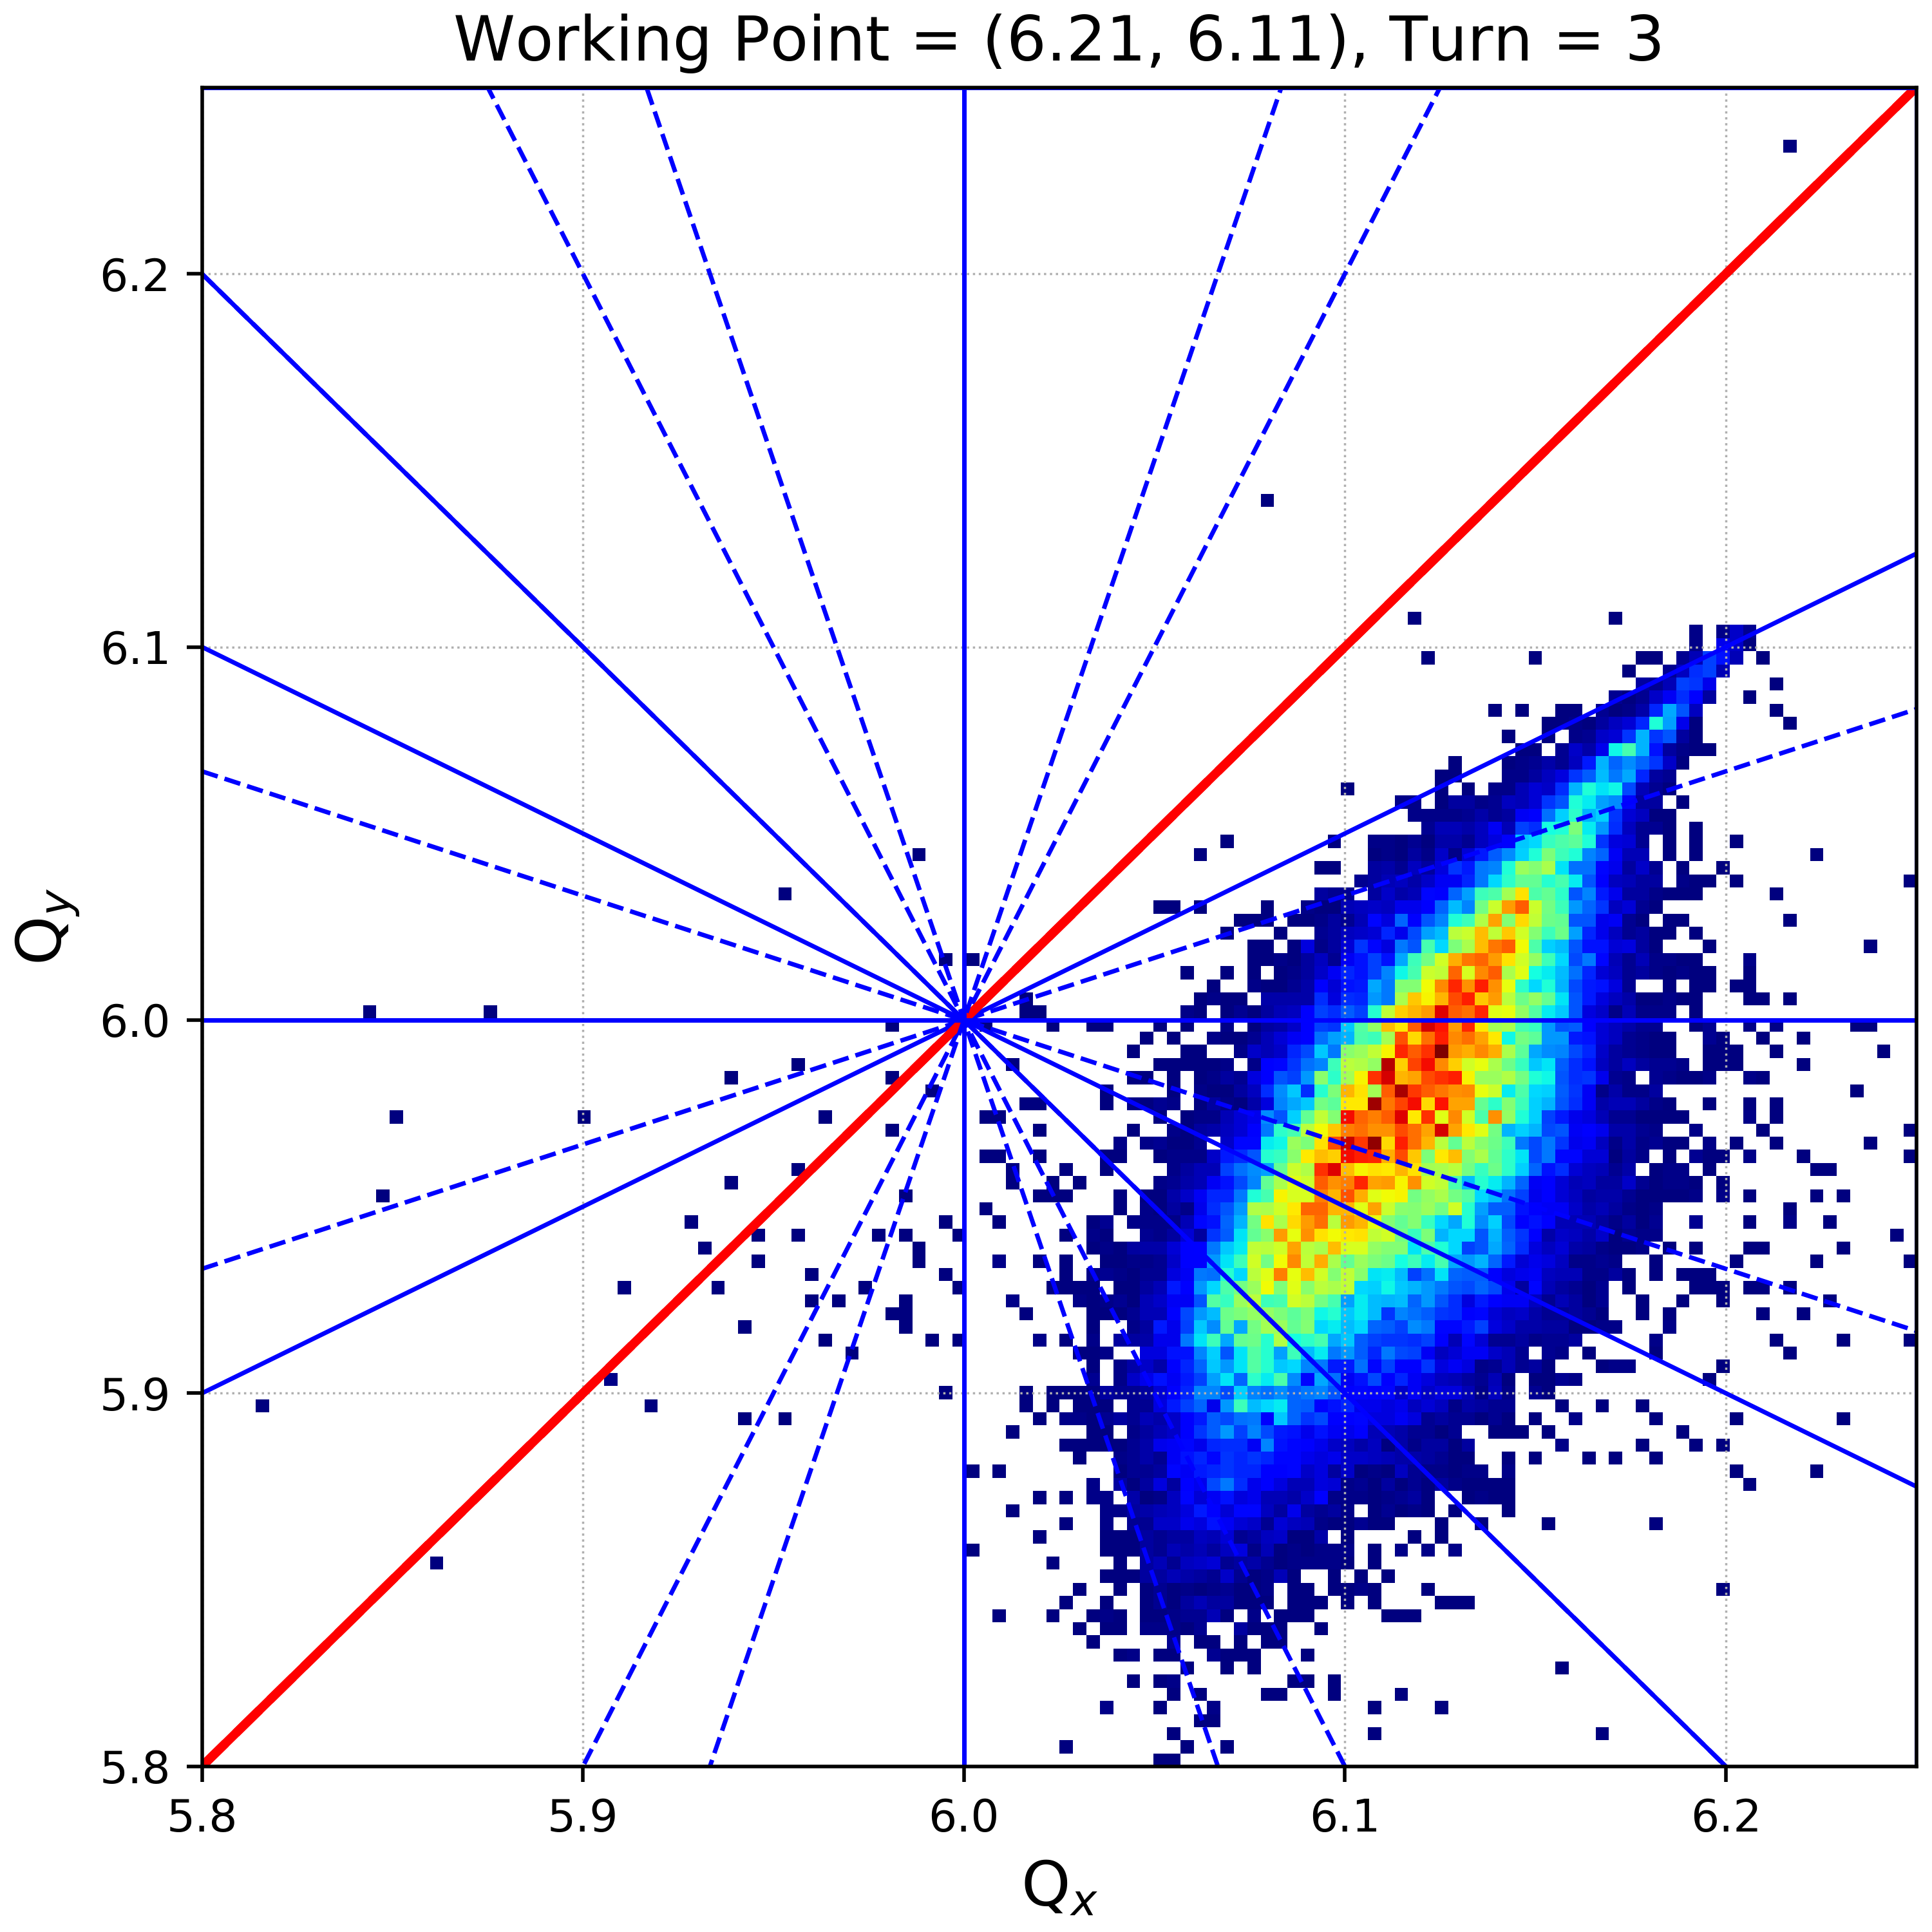 Working Point = (6.21, 6.11), Turn = 3
6.2
6.1
6.0
5.9
5.8
Qy
5.8 5.9 6.0 6.1 6.2
Qx